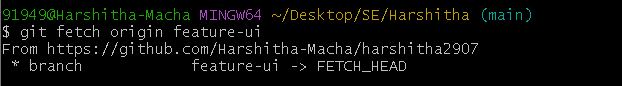 91949@Harshitha-Macha MINGW64 ~/Desktop/SE/Harshitha (main)
$ git fetch origin feature-ui
From https://github.com/Harshitha-Macha/harshitha2907
 * branch            feature-ui -> FETCH_HEAD